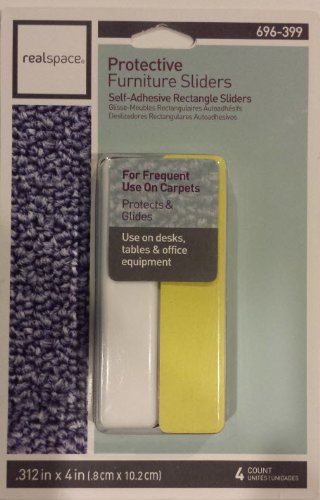 696-399
realspace®
Protective
Furniture Sliders
Self-Adhesive Rectangle Sliders
Glisse-Meubles Rectangulaires Autoadhésifs
Deslizadores Rectangulares Autoadhesivos
For Frequent
Use On Carpets
Protects &
Glides
Use on desks,
tables & office
equipment
.312 in x 4 in (.8 cm x 10.2 cm)
4 COUNT
UNITÉS | UNIDADES